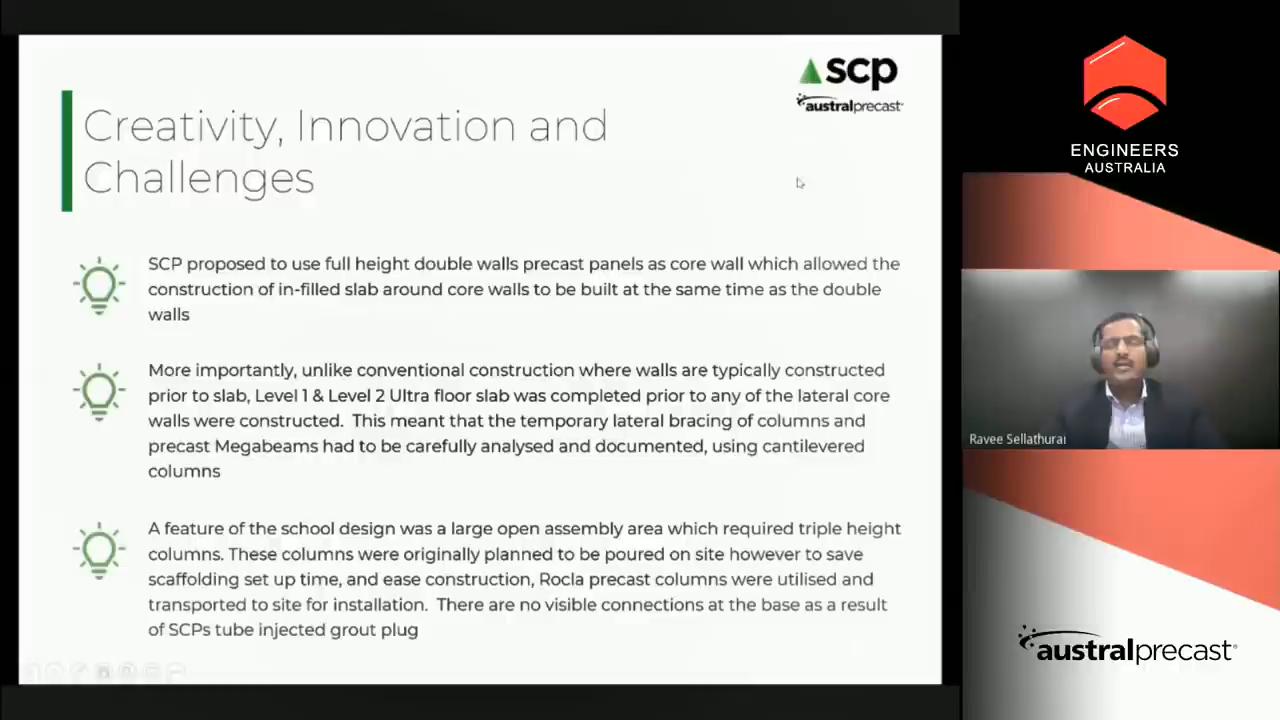 scp
australprecast
Creativity, Innovation and
Challenges
SCP proposed to use full height double walls precast panels as core wall which allowed the
construction of in-filled slab around core walls to be built at the same time as the double
walls
More importantly, unlike conventional construction where walls are typically constructed
prior to slab, Level 1 & Level 2 Ultra floor slab was completed prior to any of the lateral core
walls were constructed.  This meant that the temporary lateral bracing of columns and
precast Megabeams had to be carefully analysed and documented, using cantilevered
columns
A feature of the school design was a large open assembly area which required triple height
columns. These columns were originally planned to be poured on site however to save
scaffolding set up time, and ease construction, Rocla precast columns were utilised and
transported to site for installation.  There are no visible connections at the base as a result
of SCPs tube injected grout plug
ENGINEERS
AUSTRALIA
Ravee Sellathurai
australprecast